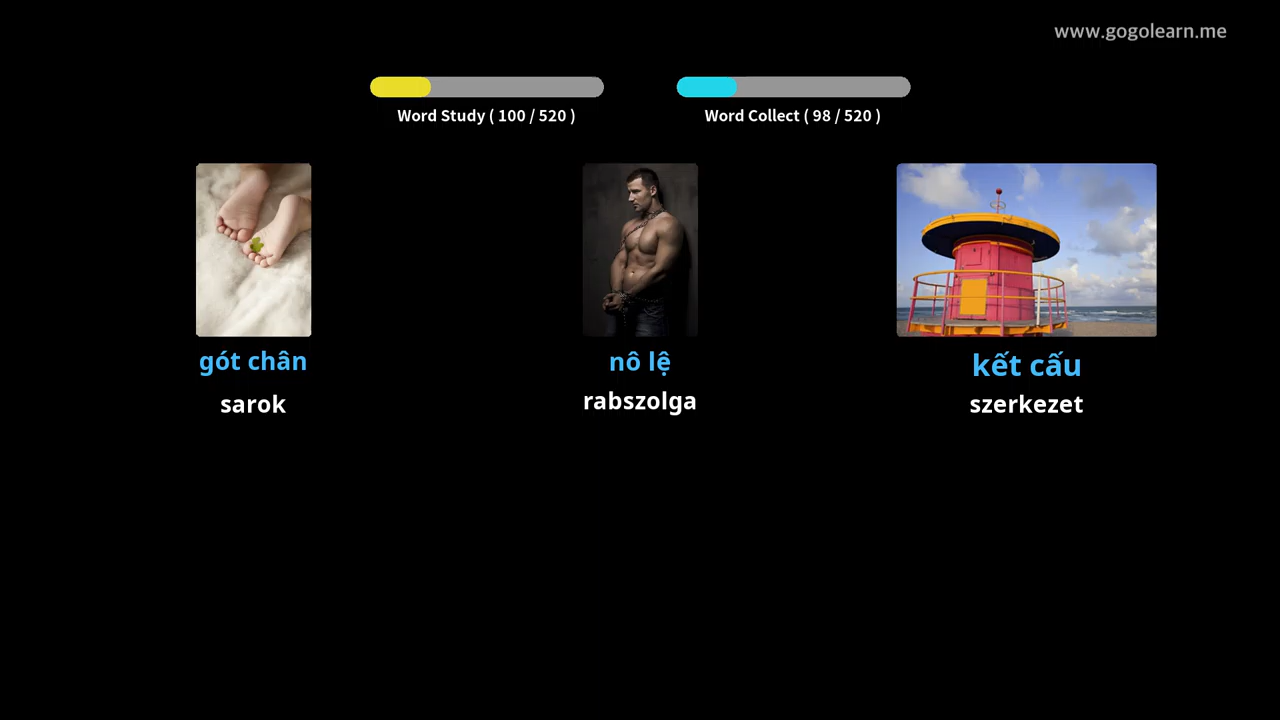 www.gogolearn.me
Word Study ( 100 / 520 )
Word Collect ( 98 / 520 )
gót chân
sarok
nô lệ
rabszolga
kết cấu
szerkezet